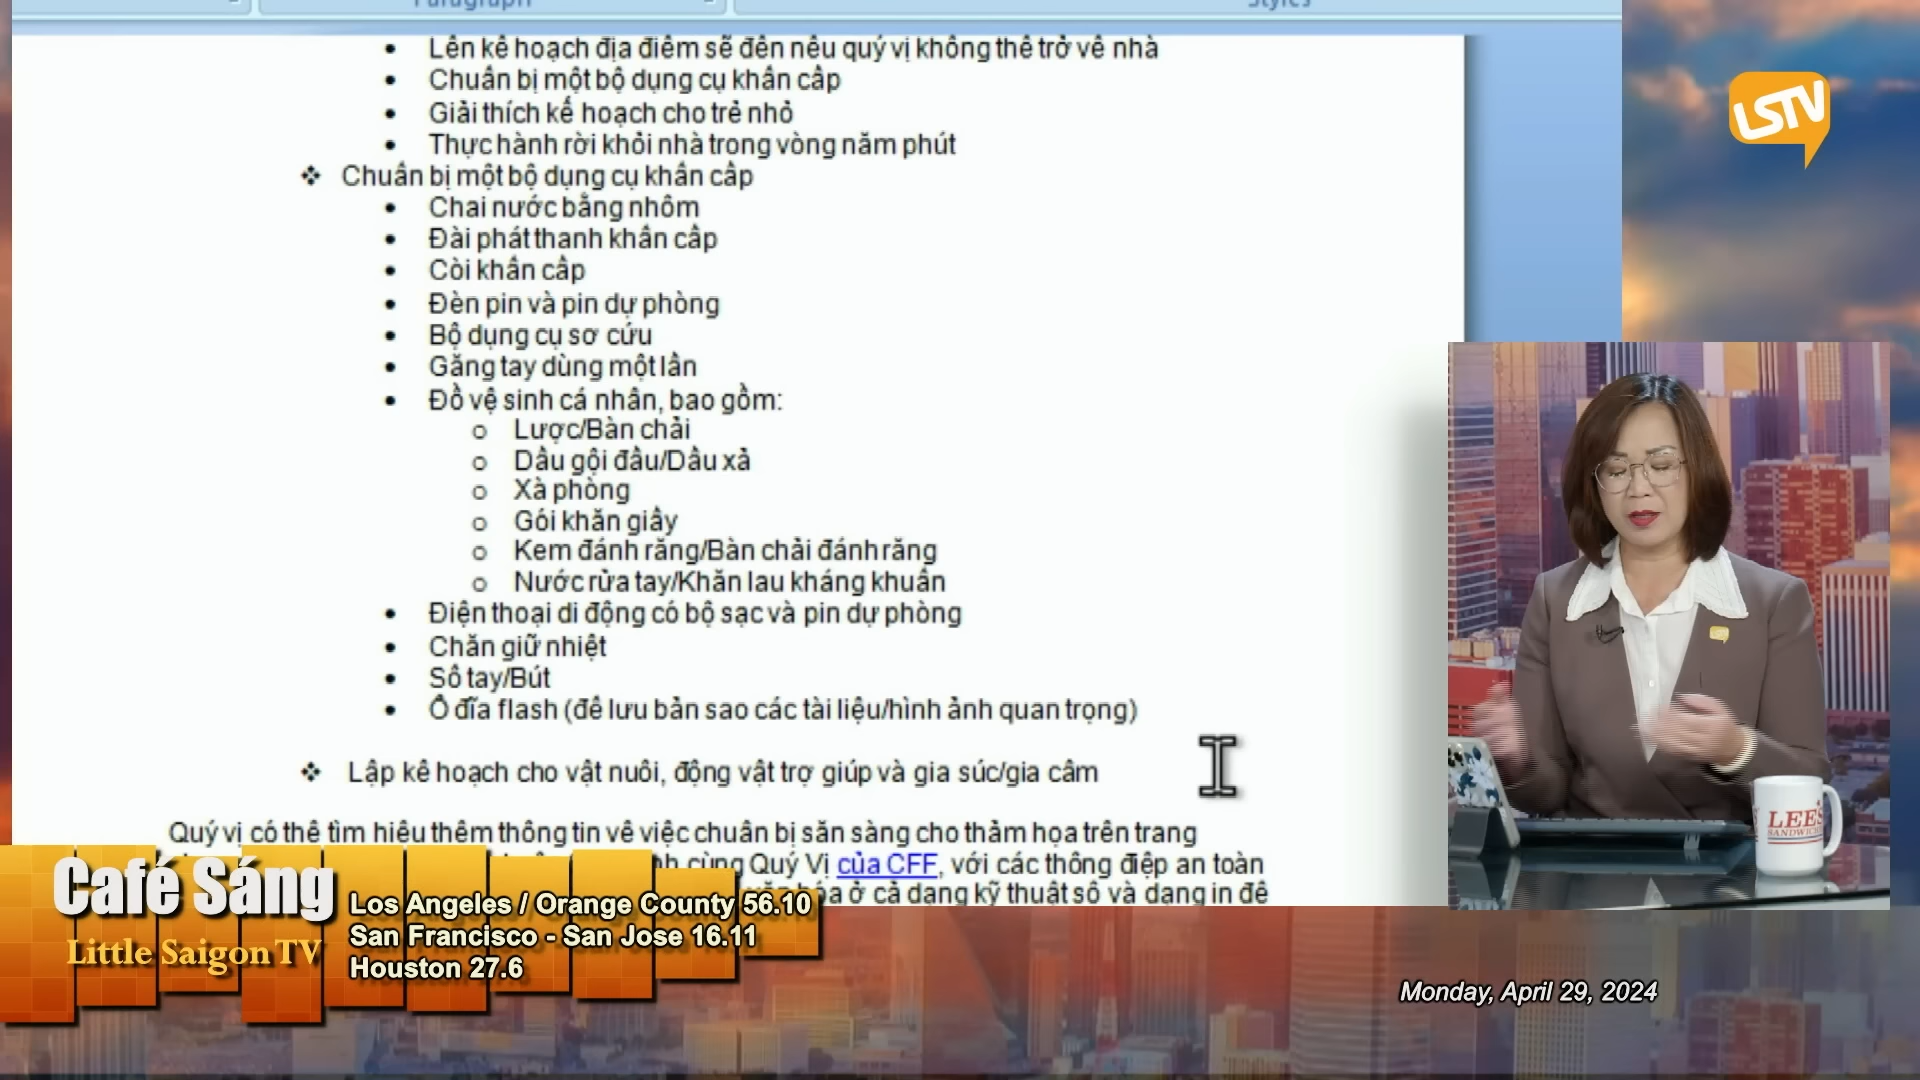 Paragraph
Styles
Lên kế hoạch địa điểm sẽ đến nếu quý vị không thể trở về nhà
Chuẩn bị một bộ dụng cụ khẩn cấp
Giải thích kế hoạch cho trẻ nhỏ
Thực hành rời khỏi nhà trong vòng năm phút
Chuẩn bị một bộ dụng cụ khẩn cấp
Chai nước bằng nhôm
Đài phát thanh khẩn cấp
Còi khẩn cấp
Đèn pin và pin dự phòng
Bộ dụng cụ sơ cứu
Găng tay dùng một lần
Đồ vệ sinh cá nhân, bao gồm:
Lược/Bàn chải
Dầu gội đầu/Dầu xả
Xà phòng
Gói khăn giấy
Kem đánh răng/Bàn chải đánh răng
Nước rửa tay/Khăn lau kháng khuẩn
Điện thoại di động có bộ sạc và pin dự phòng
Chăn giữ nhiệt
Sổ tay/Bút
Ổ đĩa flash (để lưu bản sao các tài liệu/hình ảnh quan trọng)
Lập kế hoạch cho vật nuôi, động vật trợ giúp và gia súc/gia cầm
Quý vị có thể tìm hiểu thêm thông tin về việc chuẩn bị sẵn sàng cho thảm họa trên trang
cùng Quý Vị của CFF, với các thông điệp an toàn
hóa ở cả dạng kỹ thuật số và dạng in để
LSTV
LEE'S
SANDWICHES
Café Sáng
Little Saigon TV
Los Angeles / Orange County 56.10
San Francisco - San Jose 16.11
Houston 27.6
Monday, April 29, 2024